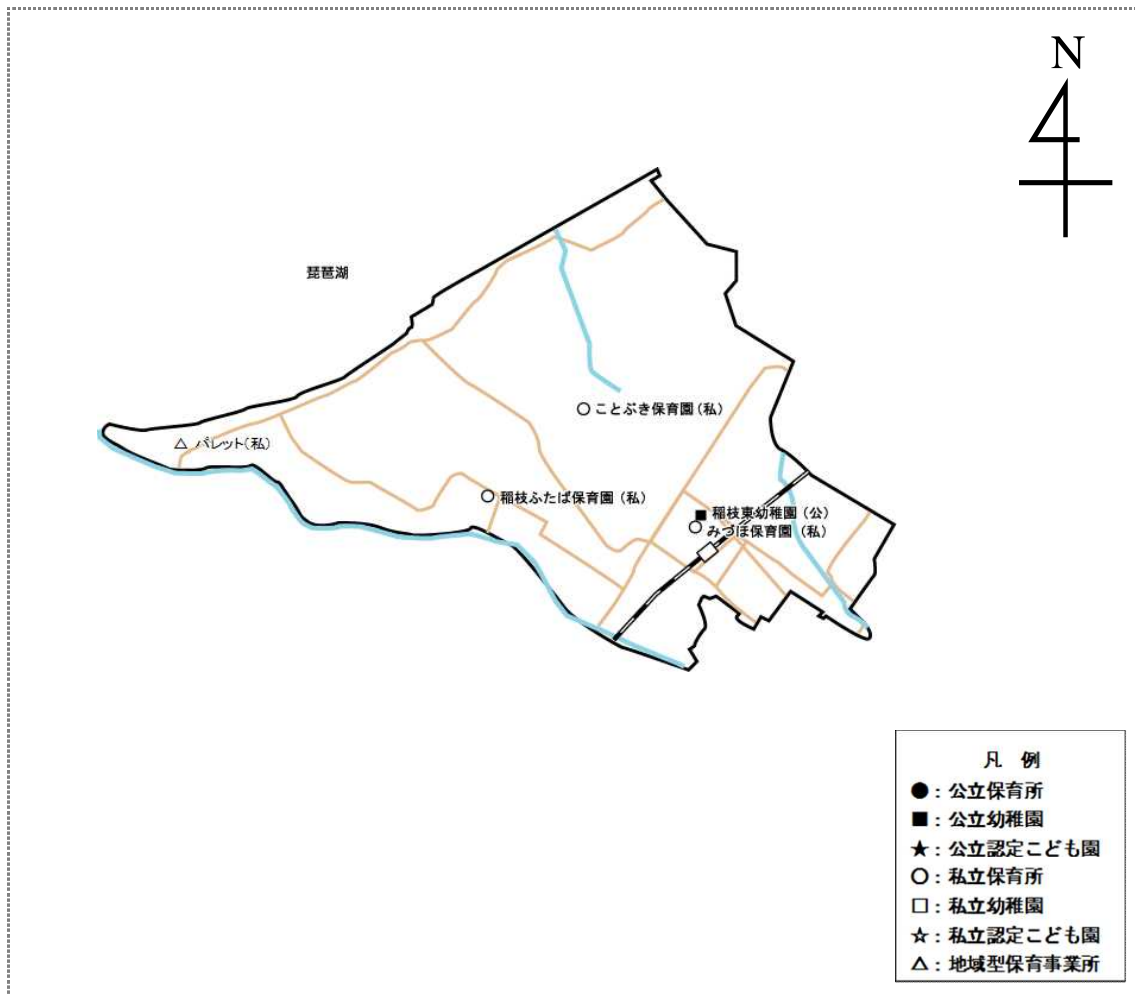 N
琵琶湖
○ ことぶき保育園(私)
△ パレット(私)
○ 稲枝ふたば保育園(私)
■ 稲枝東幼稚園(公)
○ みづほ保育園(私)
凡 例
●:公立保育所
■:公立幼稚園
★:公立認定こども園
○:私立保育所
□:私立幼稚園
☆:私立認定こども園
△:地域型保育事業所